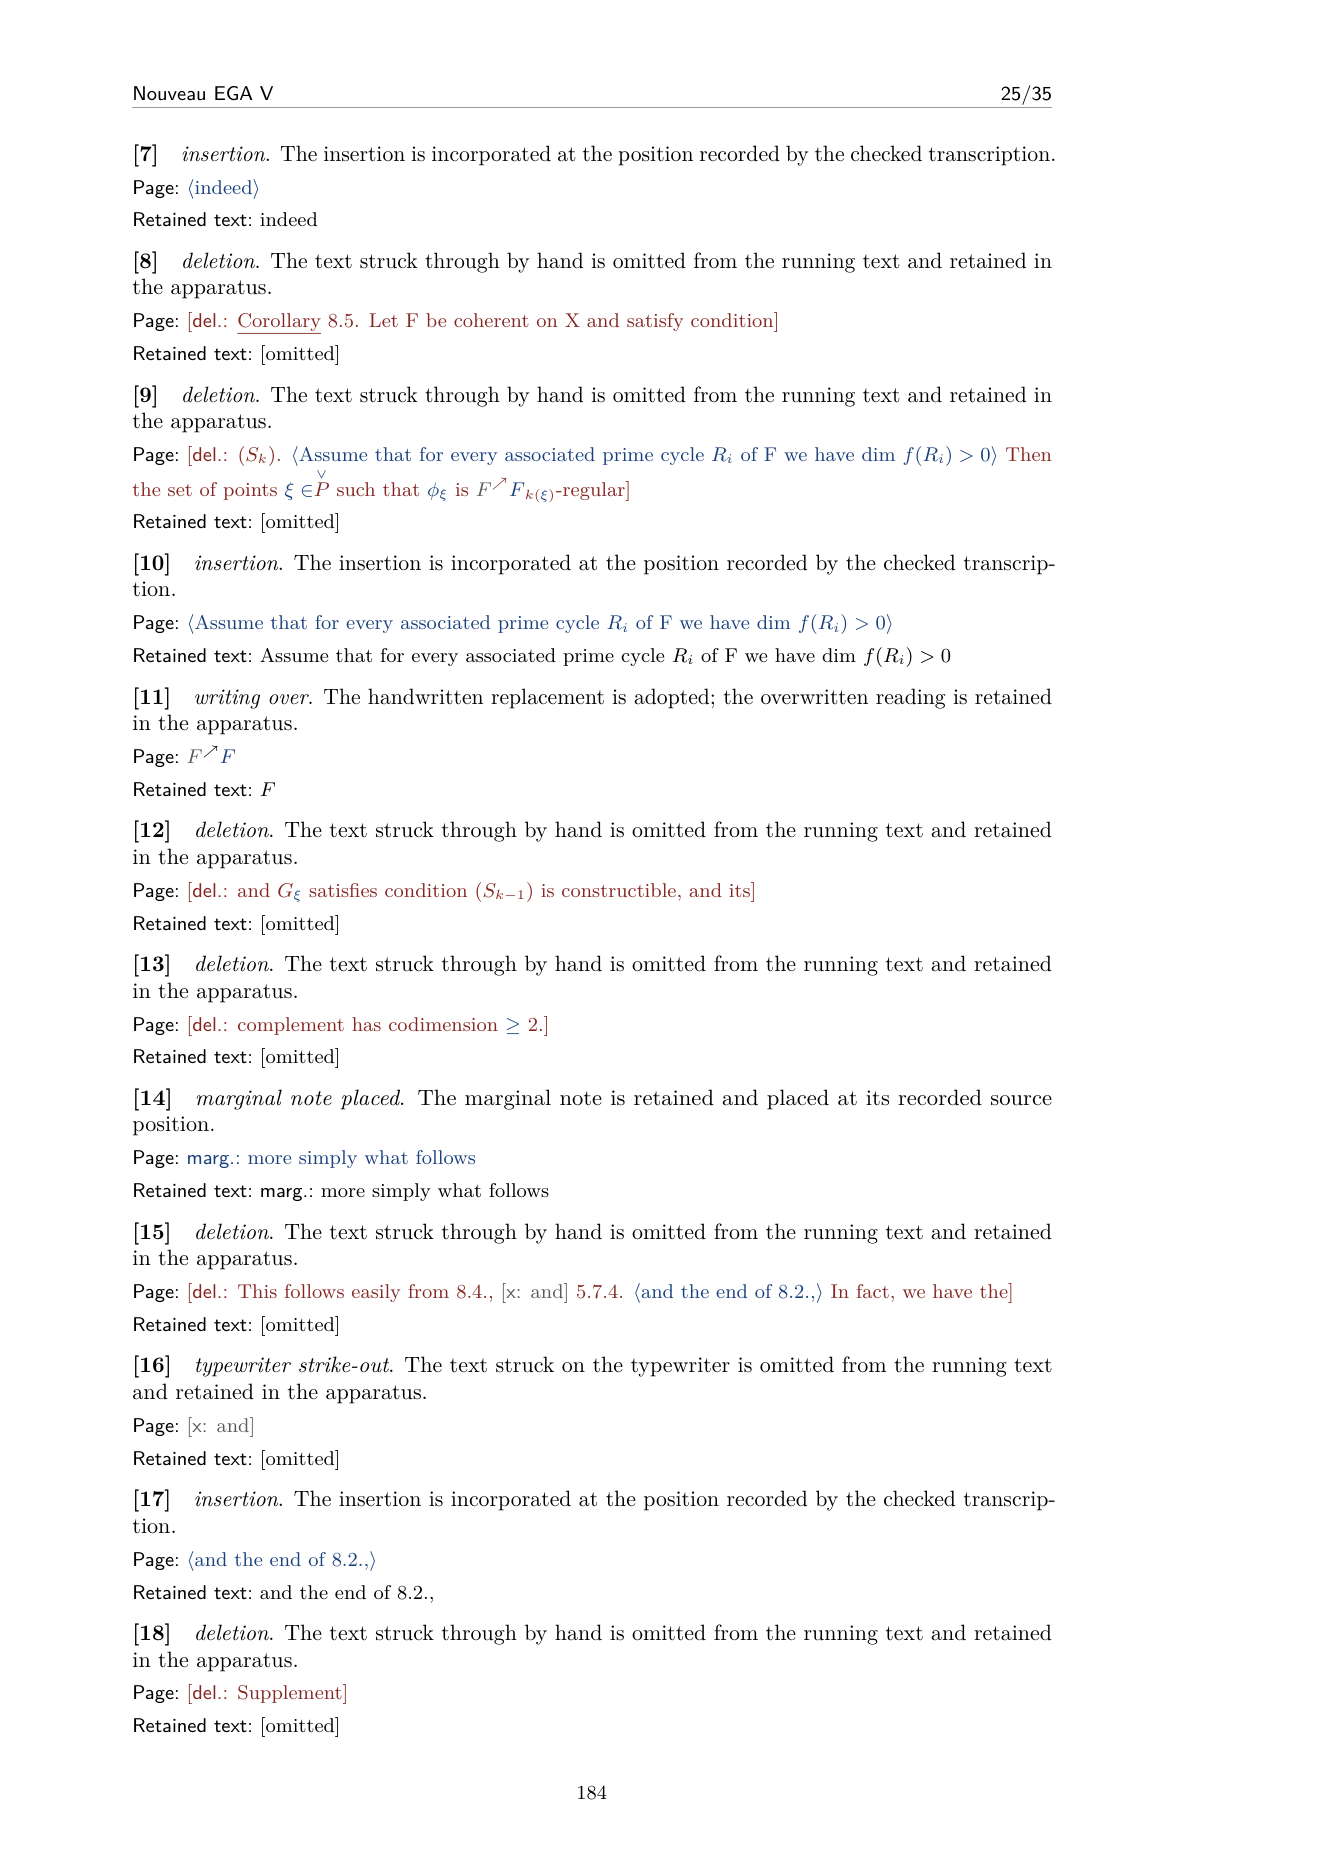 Nouveau EGA V 25/35
[7] insertion. The insertion is incorporated at the position recorded by the checked transcription.
Page: ⟨indeed⟩
Retained text: indeed
[8] deletion. The text struck through by hand is omitted from the running text and retained in
the apparatus.
Page: [del.: Corollary 8.5. Let F be coherent on X and satisfy condition]
Retained text: [omitted]
[9] deletion. The text struck through by hand is omitted from the running text and retained in
the apparatus.
Page: [del.: (S_k). ⟨Assume that for every associated prime cycle R_i of F we have dim f(R_i) > 0⟩ Then
the set of points ξ ∈ P̌ such that ϕ_ξ is F↗F_{k(ξ)}-regular]
Retained text: [omitted]
[10] insertion. The insertion is incorporated at the position recorded by the checked transcrip-
tion.
Page: ⟨Assume that for every associated prime cycle R_i of F we have dim f(R_i) > 0⟩
Retained text: Assume that for every associated prime cycle R_i of F we have dim f(R_i) > 0
[11] writing over. The handwritten replacement is adopted; the overwritten reading is retained
in the apparatus.
Page: F↗F
Retained text: F
[12] deletion. The text struck through by hand is omitted from the running text and retained
in the apparatus.
Page: [del.: and G_ξ satisfies condition (S_{k−1}) is constructible, and its]
Retained text: [omitted]
[13] deletion. The text struck through by hand is omitted from the running text and retained
in the apparatus.
Page: [del.: complement has codimension ≥ 2.]
Retained text: [omitted]
[14] marginal note placed. The marginal note is retained and placed at its recorded source
position.
Page: marg.: more simply what follows
Retained text: marg.: more simply what follows
[15] deletion. The text struck through by hand is omitted from the running text and retained
in the apparatus.
Page: [del.: This follows easily from 8.4., [x: and] 5.7.4. ⟨and the end of 8.2.,⟩ In fact, we have the]
Retained text: [omitted]
[16] typewriter strike-out. The text struck on the typewriter is omitted from the running text
and retained in the apparatus.
Page: [x: and]
Retained text: [omitted]
[17] insertion. The insertion is incorporated at the position recorded by the checked transcrip-
tion.
Page: ⟨and the end of 8.2.,⟩
Retained text: and the end of 8.2.,
[18] deletion. The text struck through by hand is omitted from the running text and retained
in the apparatus.
Page: [del.: Supplement]
Retained text: [omitted]
184